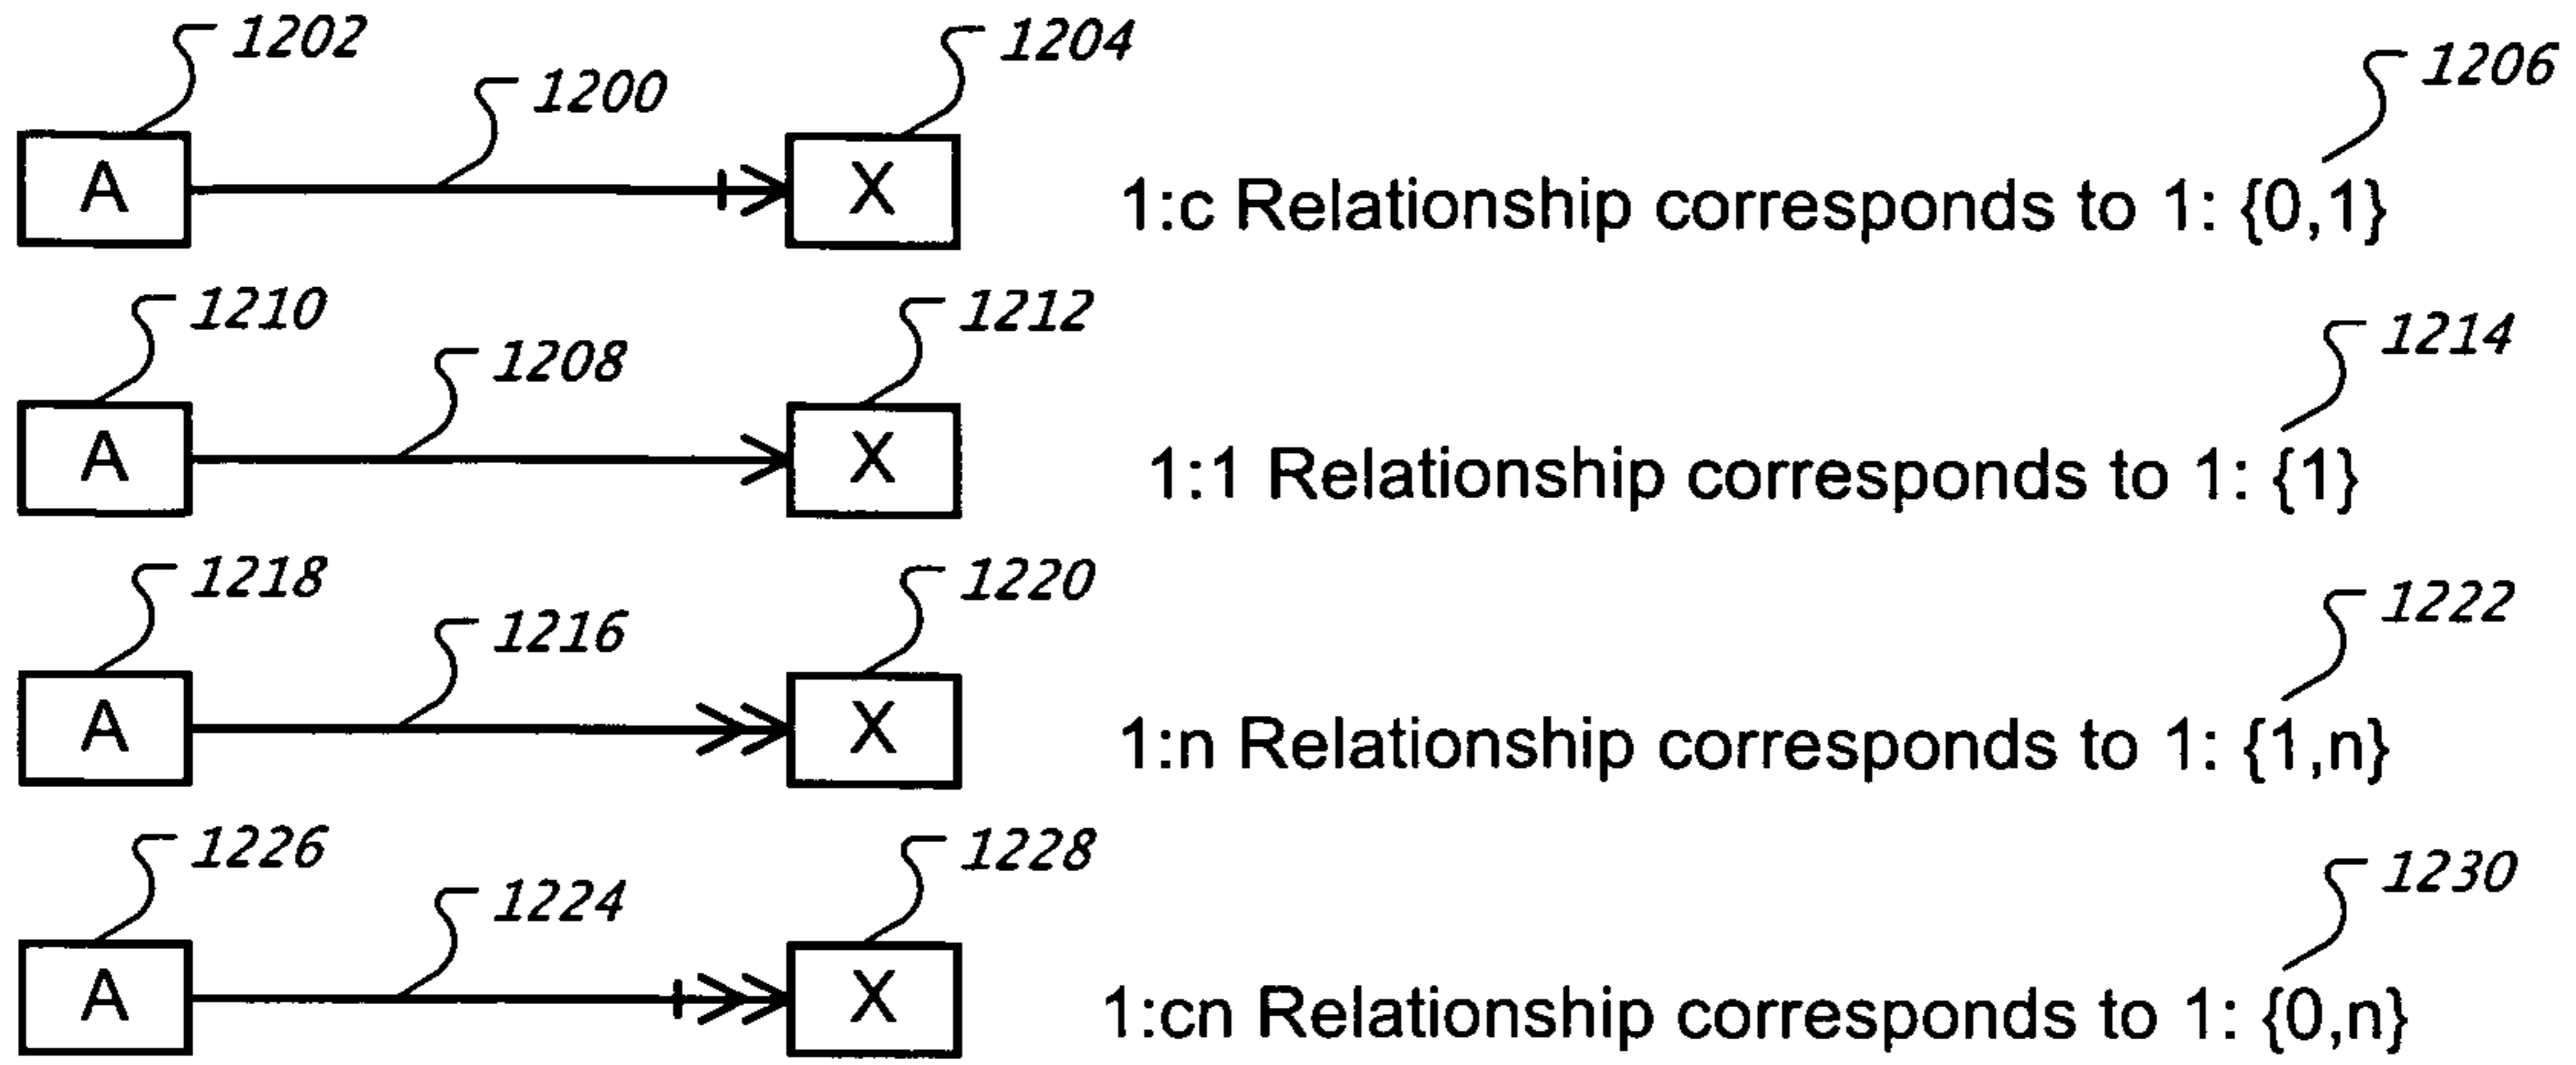 1202
1204
1206
1200
A
X
1:c Relationship corresponds to 1: {0,1}
1210
1212
1214
1208
A
X
1:1 Relationship corresponds to 1: {1}
1218
1220
1222
1216
A
X
1:n Relationship corresponds to 1: {1,n}
1226
1228
1230
1224
A
X
1:cn Relationship corresponds to 1: {0,n}